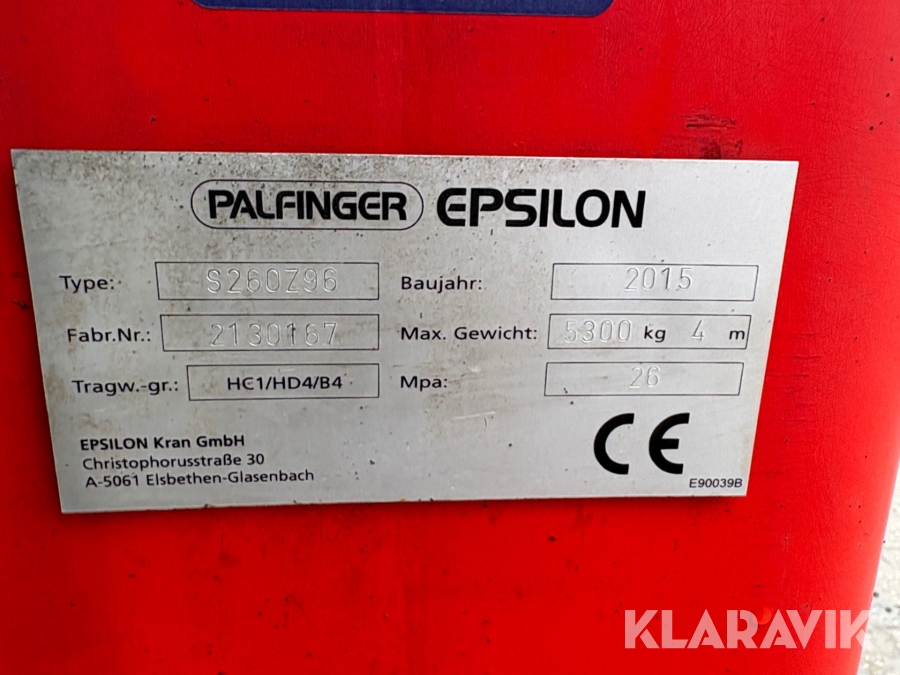 PALFINGER EPSILON
Type: S260Z96 Baujahr: 2015
Fabr.Nr.: 2130167 Max. Gewicht: 5300 kg 4 m
Tragw.-gr.: HC1/HD4/B4 Mpa: 26
EPSILON Kran GmbH
Christophorusstraße 30
A-5061 Elsbethen-Glasenbach
CE
E90039B
KLARAVIK